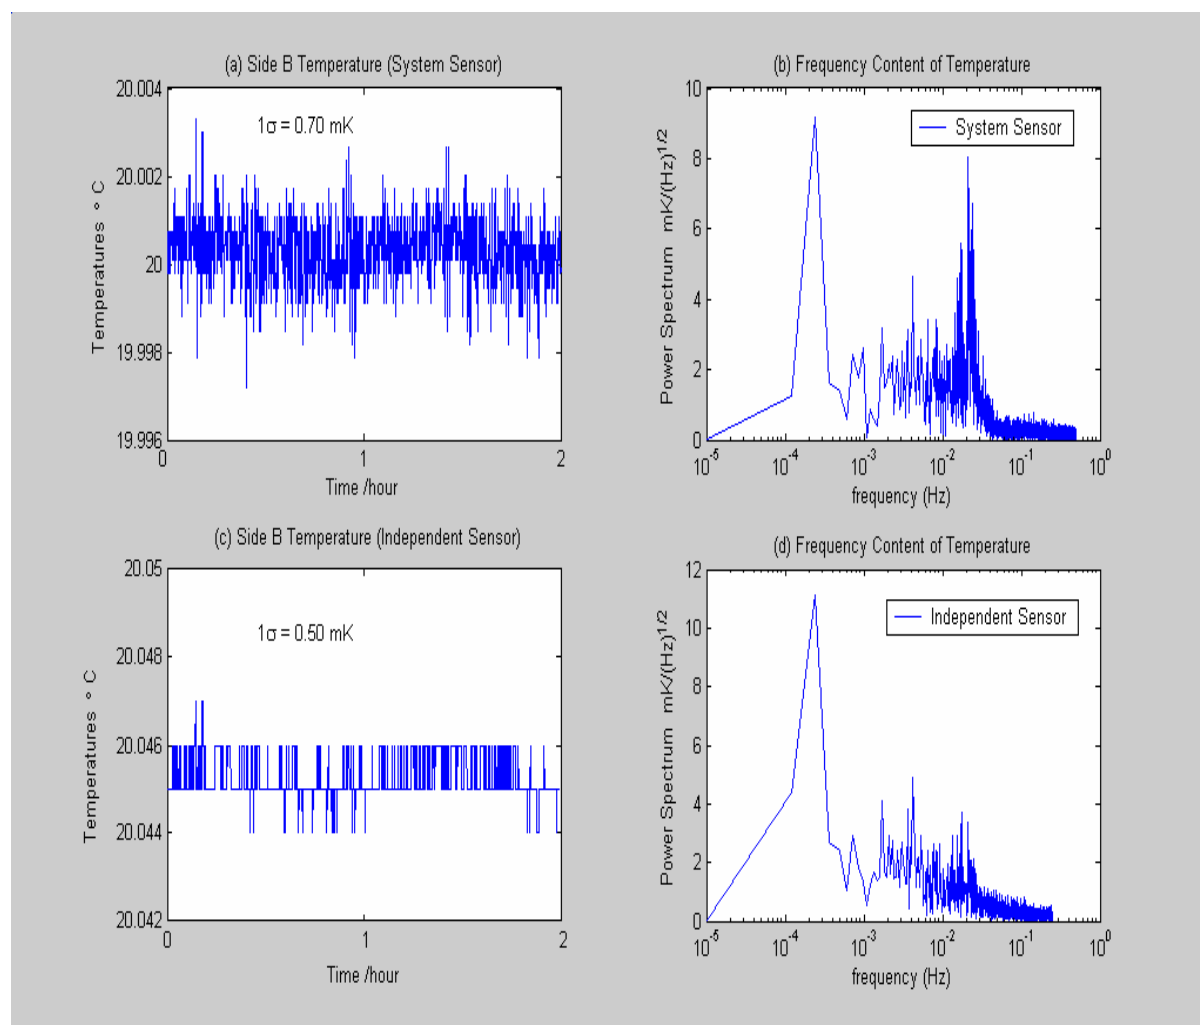 (a) Side B Temperature (System Sensor)
20.004
20.002
20
19.998
19.996
1σ = 0.70 mK
Temperatures ° C
0
1
2
Time /hour
(b) Frequency Content of Temperature
10
8
6
4
2
0
System Sensor
Power Spectrum mK/(Hz)^1/2
10^-5
10^-4
10^-3
10^-2
10^-1
10^0
frequency (Hz)
(c) Side B Temperature (Independent Sensor)
20.05
20.048
20.046
20.044
20.042
1σ = 0.50 mK
Temperatures ° C
0
1
2
Time /hour
(d) Frequency Content of Temperature
12
10
8
6
4
2
0
Independent Sensor
Power Spectrum mK/(Hz)^1/2
10^-5
10^-4
10^-3
10^-2
10^-1
10^0
frequency (Hz)